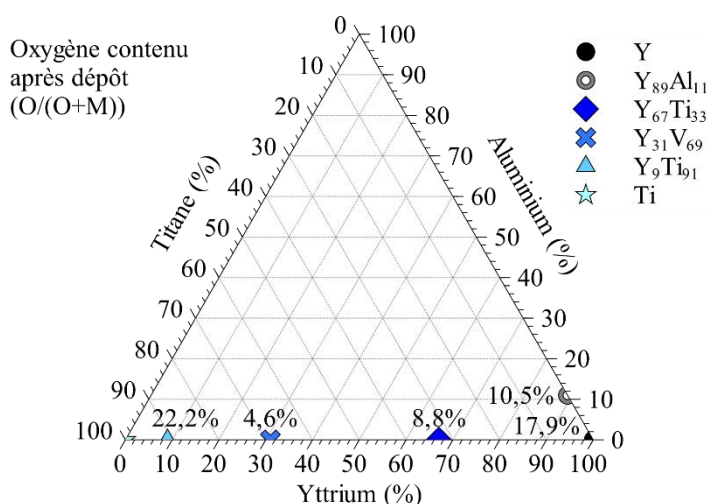 Oxygène contenu
après dépôt
(O/(O+M))
Y
Y₈₉Al₁₁
Y₆₇Ti₃₃
Y₃₁V₆₉
Y₉Ti₉₁
Ti
Titane (%)
0
10
20
30
40
50
60
70
80
90
100
Aluminium (%)
100
90
80
70
60
50
40
30
20
10
0
22,2%
4,6%
8,8%
10,5%
17,9%
0 10 20 30 40 50 60 70 80 90 100
Yttrium (%)